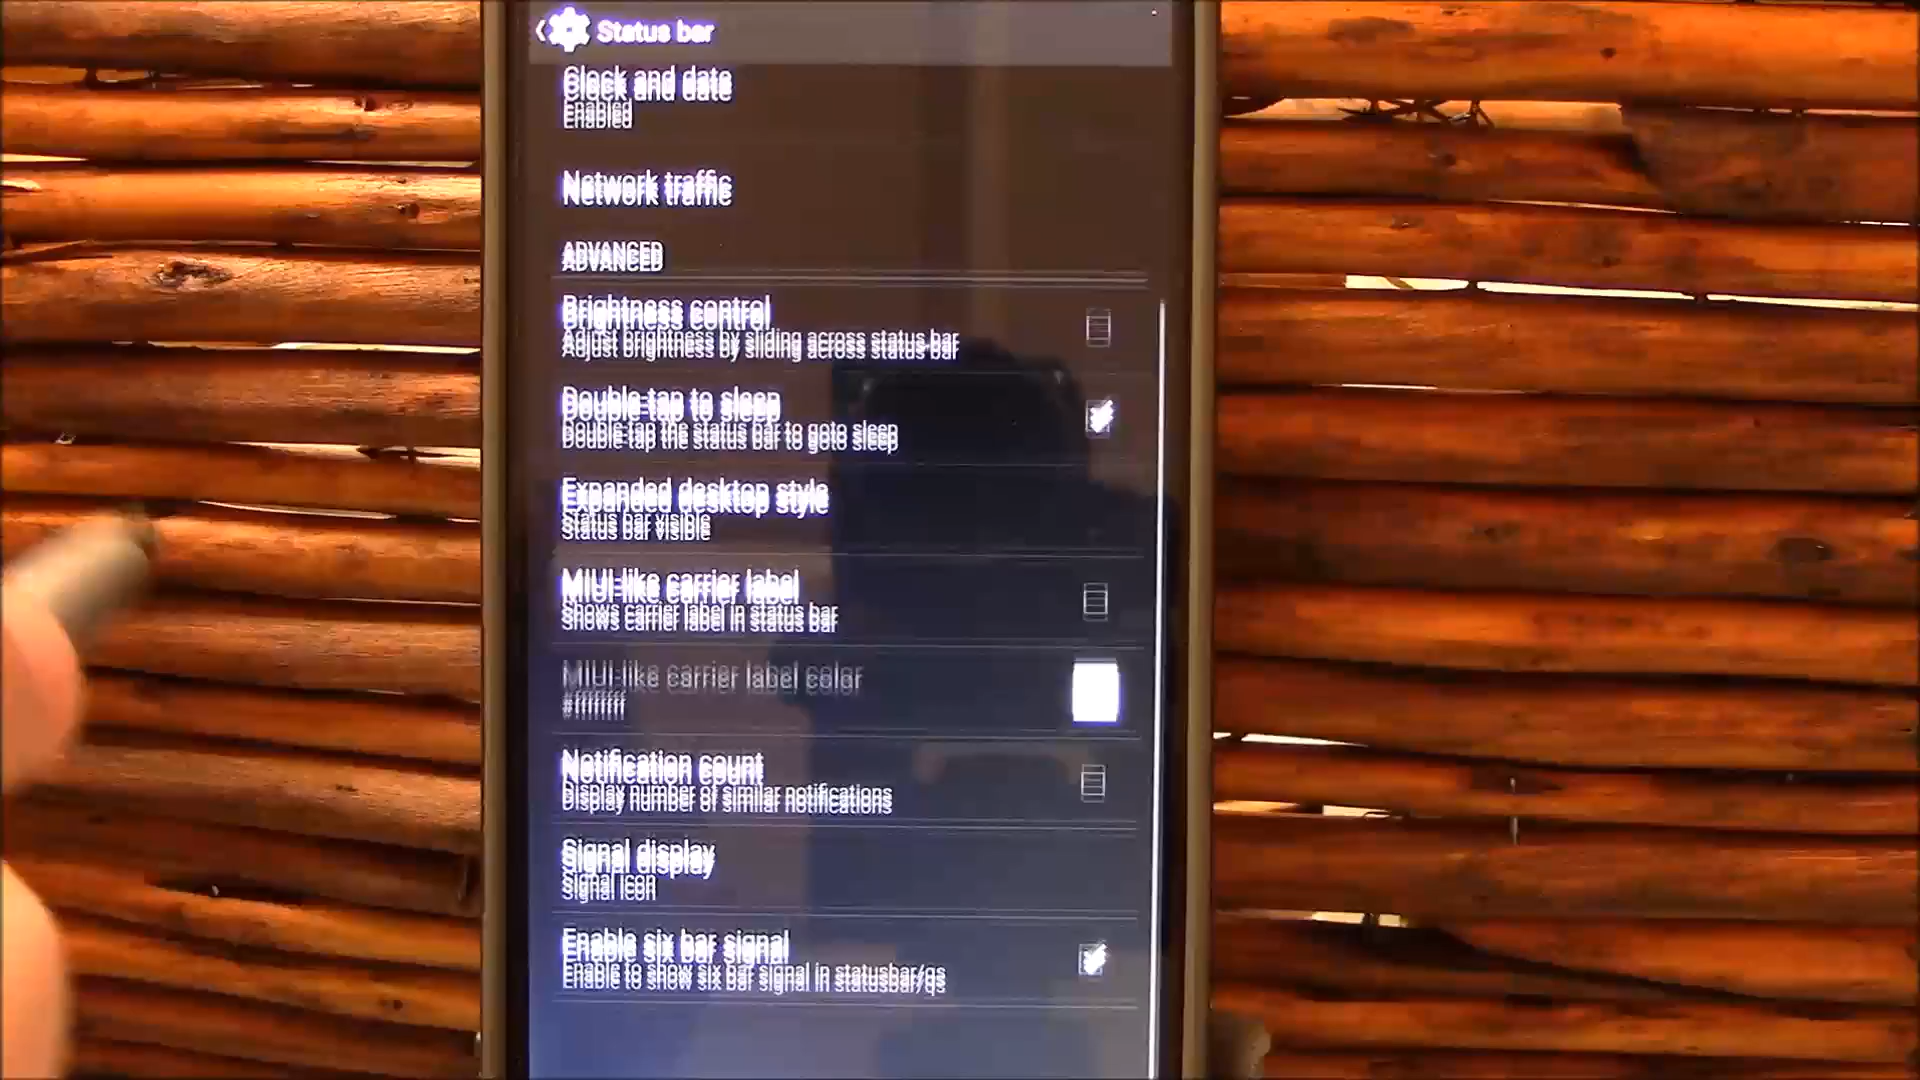 Status bar
Clock and date
Enabled
Network traffic
ADVANCED
Brightness control
Adjust brightness by sliding across status bar
Double-tap to sleep
Double-tap the status bar to goto sleep
Expanded desktop style
Status bar visible
MIUI-like carrier label
Shows carrier label in status bar
MIUI-like carrier label color
#ffffffff
Notification count
Display number of similar notifications
Signal display
Signal icon
Enable six bar signal
Enable to show six bar signal in statusbar/qs